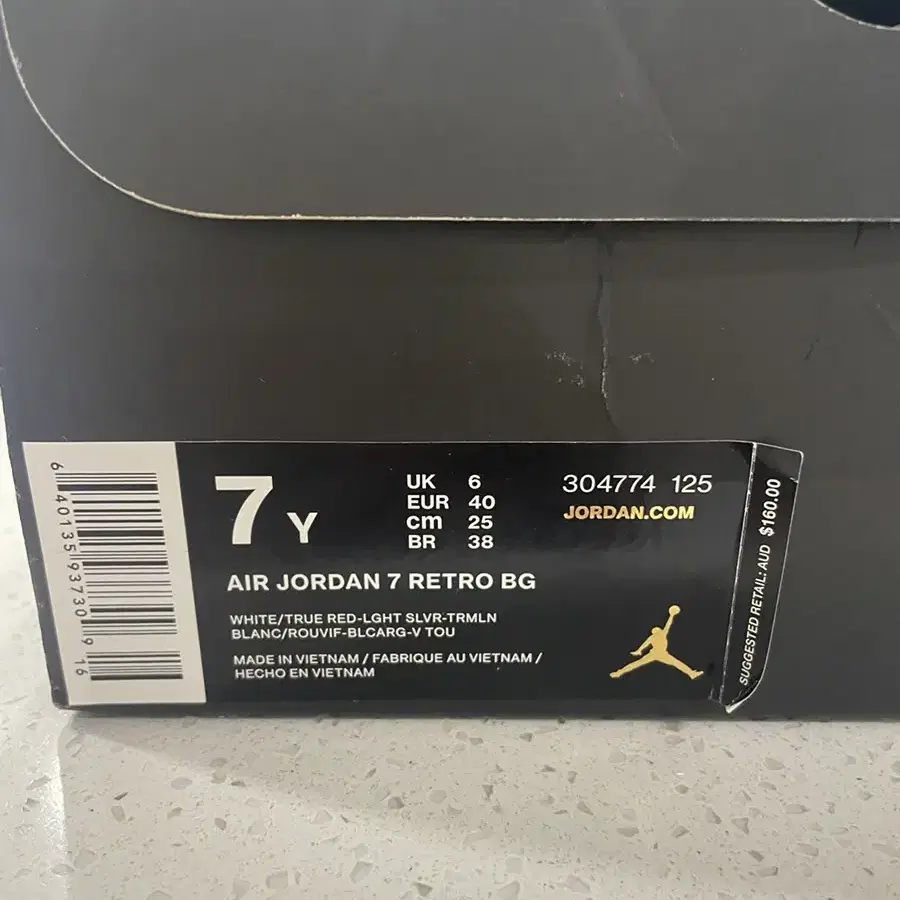 6 40135 93730 9 16
7 Y
UK 6
EUR 40
cm 25
BR 38
304774 125
JORDAN.COM
AIR JORDAN 7 RETRO BG
WHITE/TRUE RED-LGHT SLVR-TRMLN
BLANC/ROUVIF-BLCARG-V TOU
MADE IN VIETNAM / FABRIQUE AU VIETNAM /
HECHO EN VIETNAM
SUGGESTED RETAIL: AUD $160.00